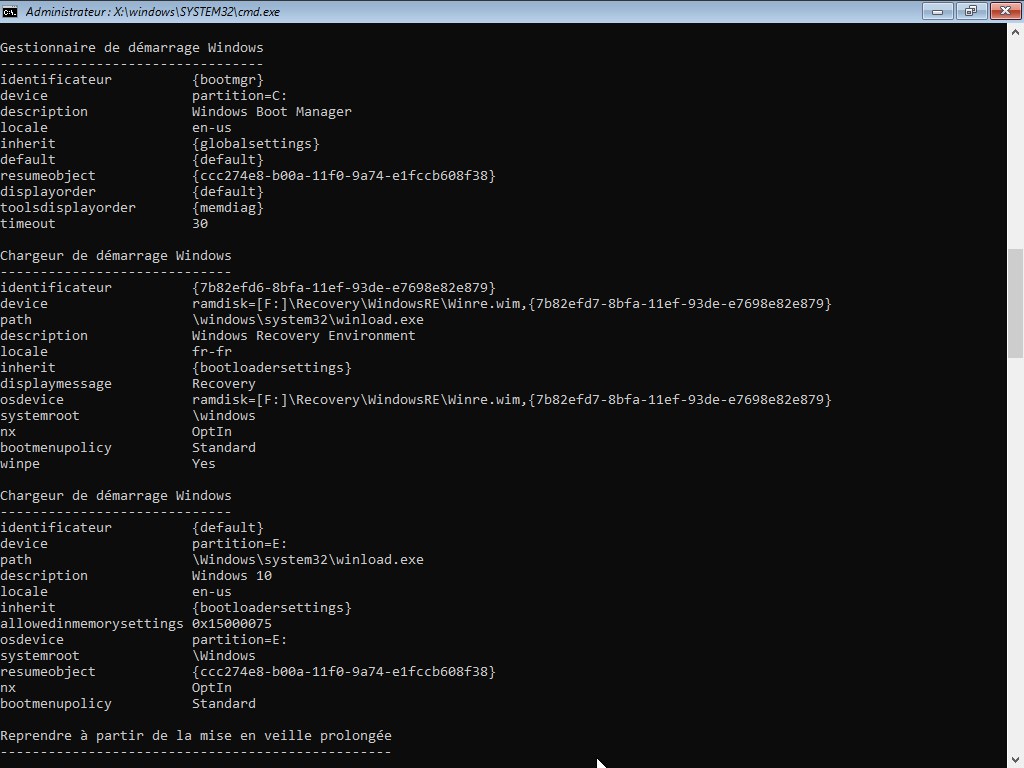 Administrateur : X:\windows\SYSTEM32\cmd.exe
Gestionnaire de démarrage Windows
---------------------------------
identificateur          {bootmgr}
device                  partition=C:
description             Windows Boot Manager
locale                  en-us
inherit                 {globalsettings}
default                 {default}
resumeobject            {ccc274e8-b00a-11f0-9a74-e1fccb608f38}
displayorder            {default}
toolsdisplayorder       {memdiag}
timeout                 30
Chargeur de démarrage Windows
-----------------------------
identificateur          {7b82efd6-8bfa-11ef-93de-e7698e82e879}
device                  ramdisk=[F:]\Recovery\WindowsRE\Winre.wim,{7b82efd7-8bfa-11ef-93de-e7698e82e879}
path                    \windows\system32\winload.exe
description             Windows Recovery Environment
locale                  fr-fr
inherit                 {bootloadersettings}
displaymessage          Recovery
osdevice                ramdisk=[F:]\Recovery\WindowsRE\Winre.wim,{7b82efd7-8bfa-11ef-93de-e7698e82e879}
systemroot              \windows
nx                      OptIn
bootmenupolicy          Standard
winpe                   Yes
Chargeur de démarrage Windows
-----------------------------
identificateur          {default}
device                  partition=E:
path                    \Windows\system32\winload.exe
description             Windows 10
locale                  en-us
inherit                 {bootloadersettings}
allowedinmemorysettings 0x15000075
osdevice                partition=E:
systemroot              \Windows
resumeobject            {ccc274e8-b00a-11f0-9a74-e1fccb608f38}
nx                      OptIn
bootmenupolicy          Standard
Reprendre à partir de la mise en veille prolongée
-------------------------------------------------